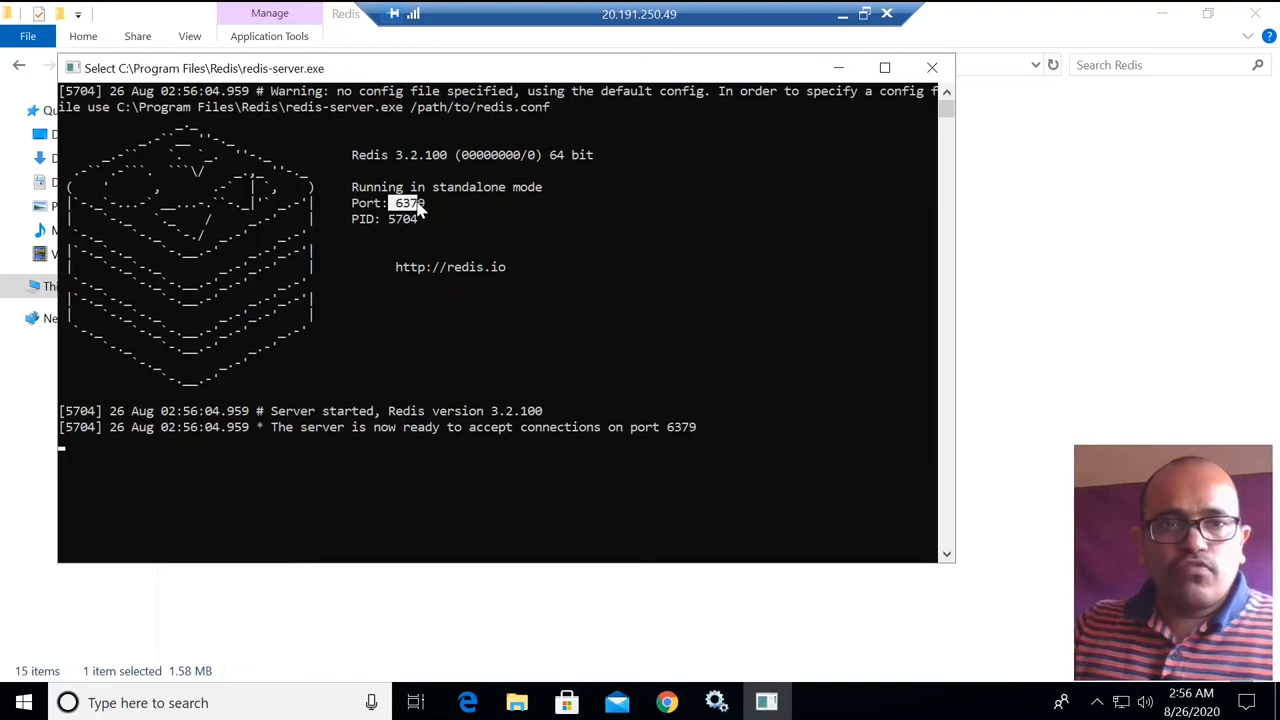 Manage
Redis
20.191.250.49
File
Home
Share
View
Application Tools
Search Redis
Select C:\Program Files\Redis\redis-server.exe
[5704] 26 Aug 02:56:04.959 # Warning: no config file specified, using the default config. In order to specify a config f
ile use C:\Program Files\Redis\redis-server.exe /path/to/redis.conf
Redis 3.2.100 (00000000/0) 64 bit
Running in standalone mode
Port: 6379
PID: 5704
http://redis.io
[5704] 26 Aug 02:56:04.959 # Server started, Redis version 3.2.100
[5704] 26 Aug 02:56:04.959 * The server is now ready to accept connections on port 6379
Qu
D
D
D
P
M
V
Thi
Ne
15 items
1 item selected
1.58 MB
Type here to search
2:56 AM
8/26/2020